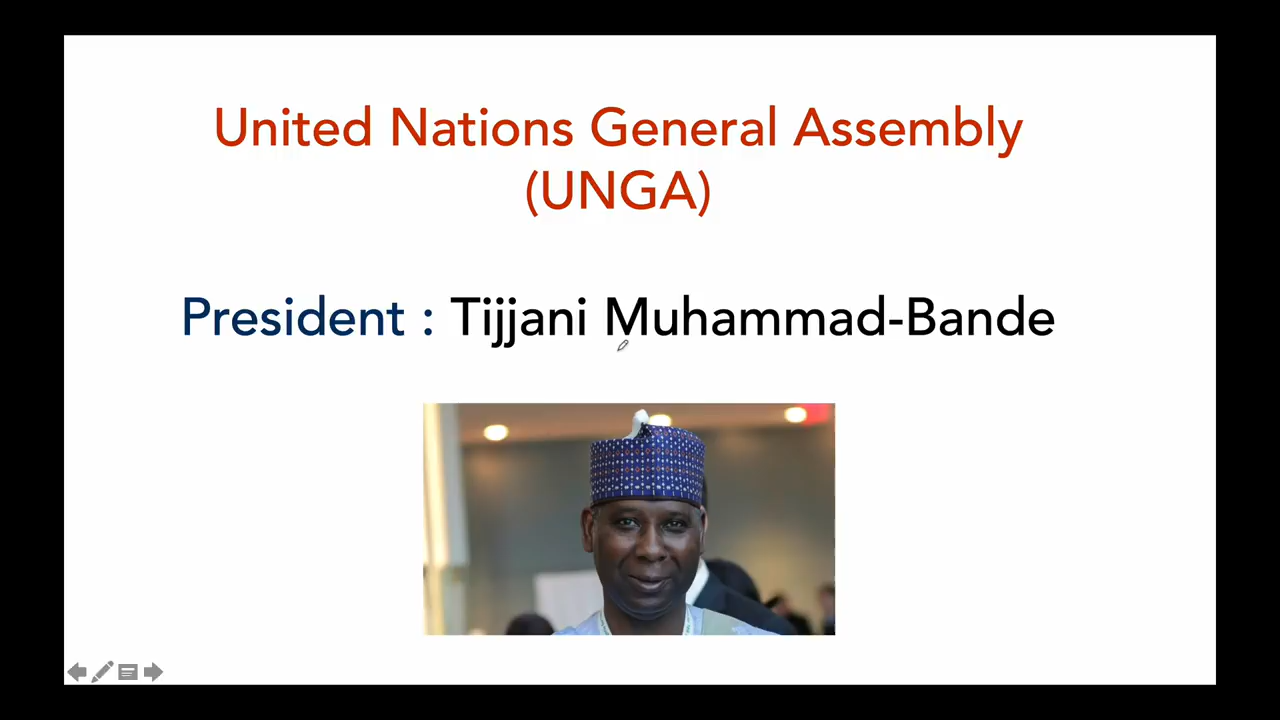 United Nations General Assembly
(UNGA)
President : Tijjani Muhammad-Bande